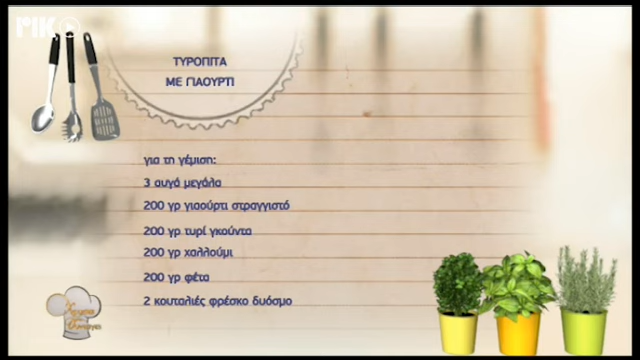 ΡΙΚ
ΤΥΡΟΠΙΤΑ
ΜΕ ΓΙΑΟΥΡΤΙ
για τη γέμιση:
3 αυγά μεγάλα
200 γρ γιαούρτι στραγγιστό
200 γρ τυρί γκούντα
200 γρ χαλλούμι
200 γρ φέτα
2 κουταλιές φρέσκο δυόσμο